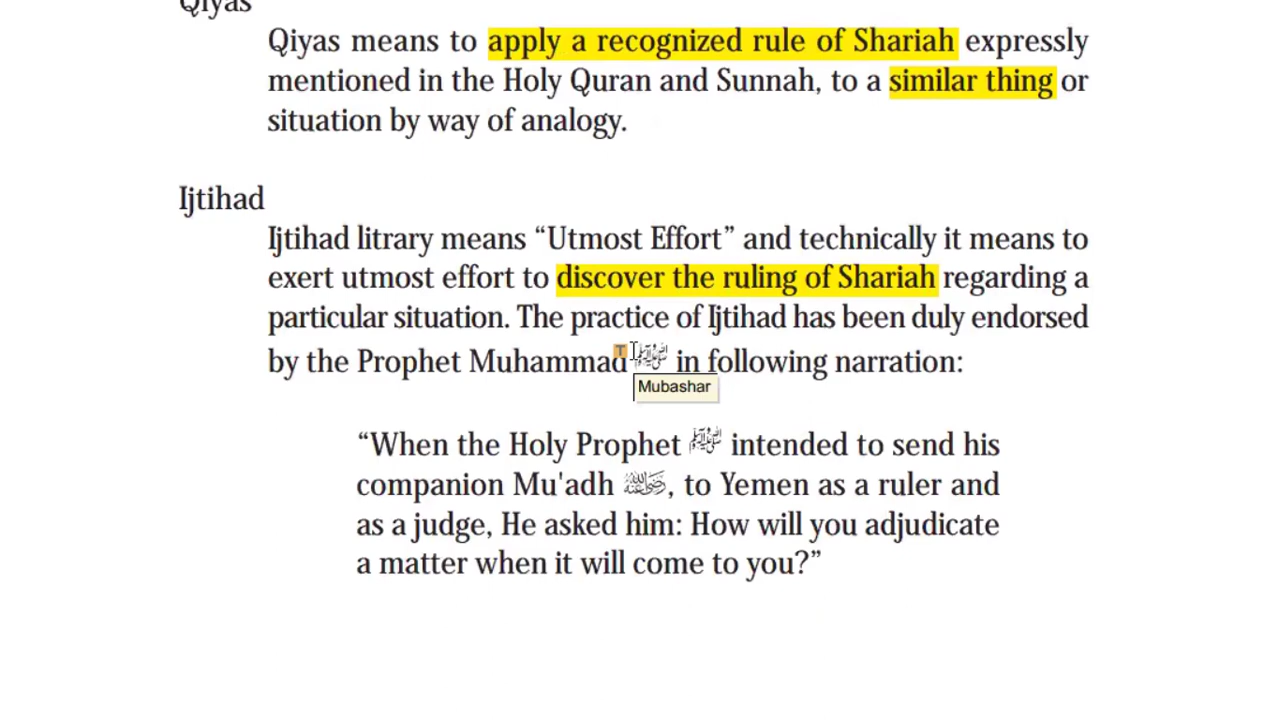 Qiyas
Qiyas means to apply a recognized rule of Shariah expressly
mentioned in the Holy Quran and Sunnah, to a similar thing or
situation by way of analogy.
Ijtihad
Ijtihad litrary means “Utmost Effort” and technically it means to
exert utmost effort to discover the ruling of Shariah regarding a
particular situation. The practice of Ijtihad has been duly endorsed
by the Prophet Muhammad ﷺ in following narration:
Mubashar
“When the Holy Prophet ﷺ intended to send his
companion Mu'adh رضي الله عنه, to Yemen as a ruler and
as a judge, He asked him: How will you adjudicate
a matter when it will come to you?”